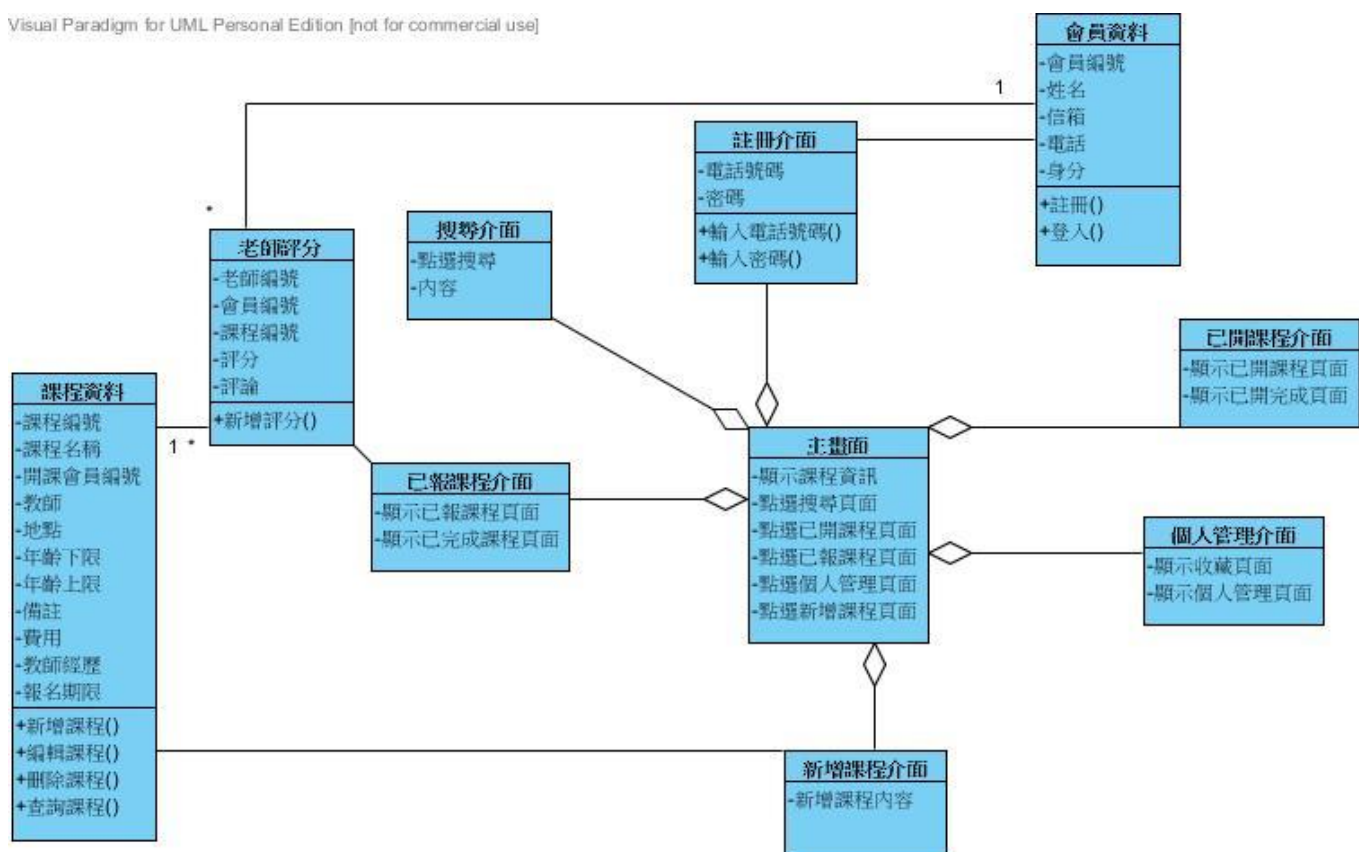 Visual Paradigm for UML Personal Edition [not for commercial use]
會員資料
-會員編號
-姓名
-信箱
-電話
-身分
+註冊()
+登入()
1
*
註冊介面
-電話號碼
-密碼
+輸入電話號碼()
+輸入密碼()
搜尋介面
-點選搜尋
-内容
老師評分
-老師編號
-會員編號
-課程編號
-評分
-評論
+新增評分()
已開課程介面
-顯示已開課程頁面
-顯示已開完成頁面
課程資料
-課程編號
-課程名稱
-開課會員編號
-教師
-地點
-年齡下限
-年齡上限
-備註
-費用
-教師經歷
-報名期限
+新增課程()
+編輯課程()
+刪除課程()
+查詢課程()
1 *
已報課程介面
-顯示已報課程頁面
-顯示已完成課程頁面
主畫面
-顯示課程資訊
-點選搜尋頁面
-點選已開課程頁面
-點選已報課程頁面
-點選個人管理頁面
-點選新增課程頁面
個人管理介面
-顯示收藏頁面
-顯示個人管理頁面
新增課程介面
-新增課程内容